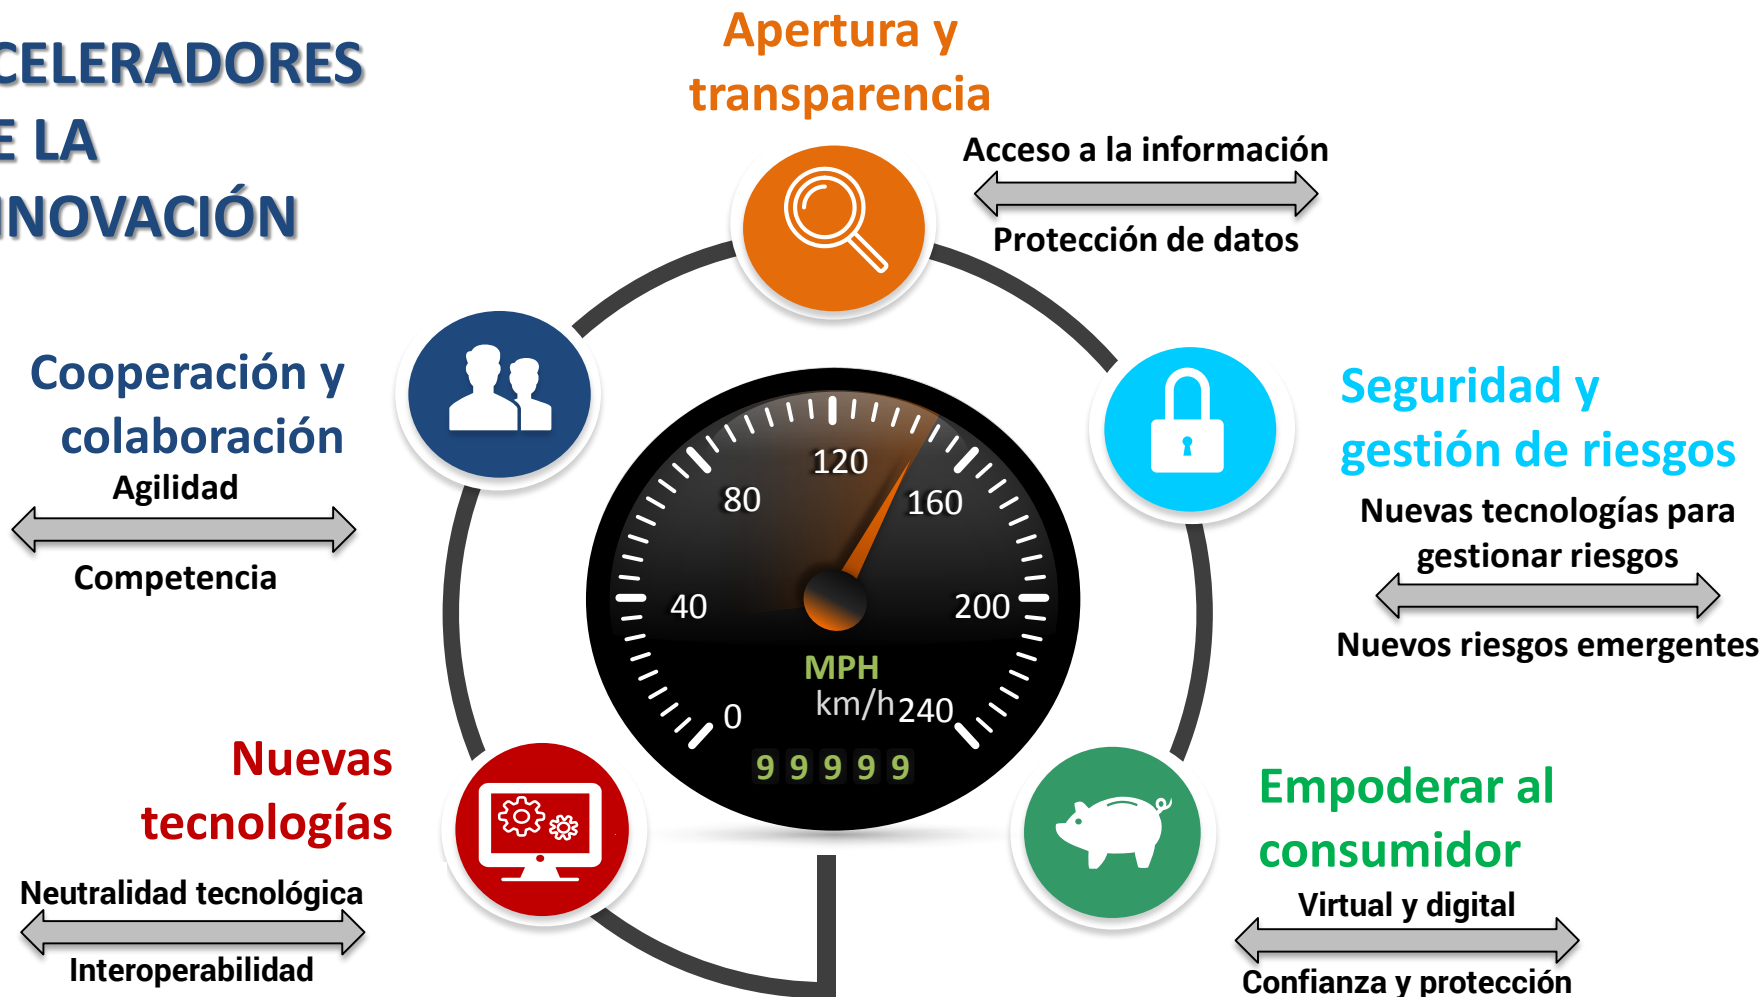 CELERADORES
E LA
NNOVACIÓN
Apertura y
transparencia
Acceso a la información
Protección de datos
Cooperación y
colaboración
Agilidad
Competencia
Seguridad y
gestión de riesgos
Nuevas tecnologías para
gestionar riesgos
Nuevos riesgos emergentes
120
80
160
40
200
MPH
km/h
0
240
9 9 9 9 9
Nuevas
tecnologías
Neutralidad tecnológica
Interoperabilidad
Empoderar al
consumidor
Virtual y digital
Confianza y protección